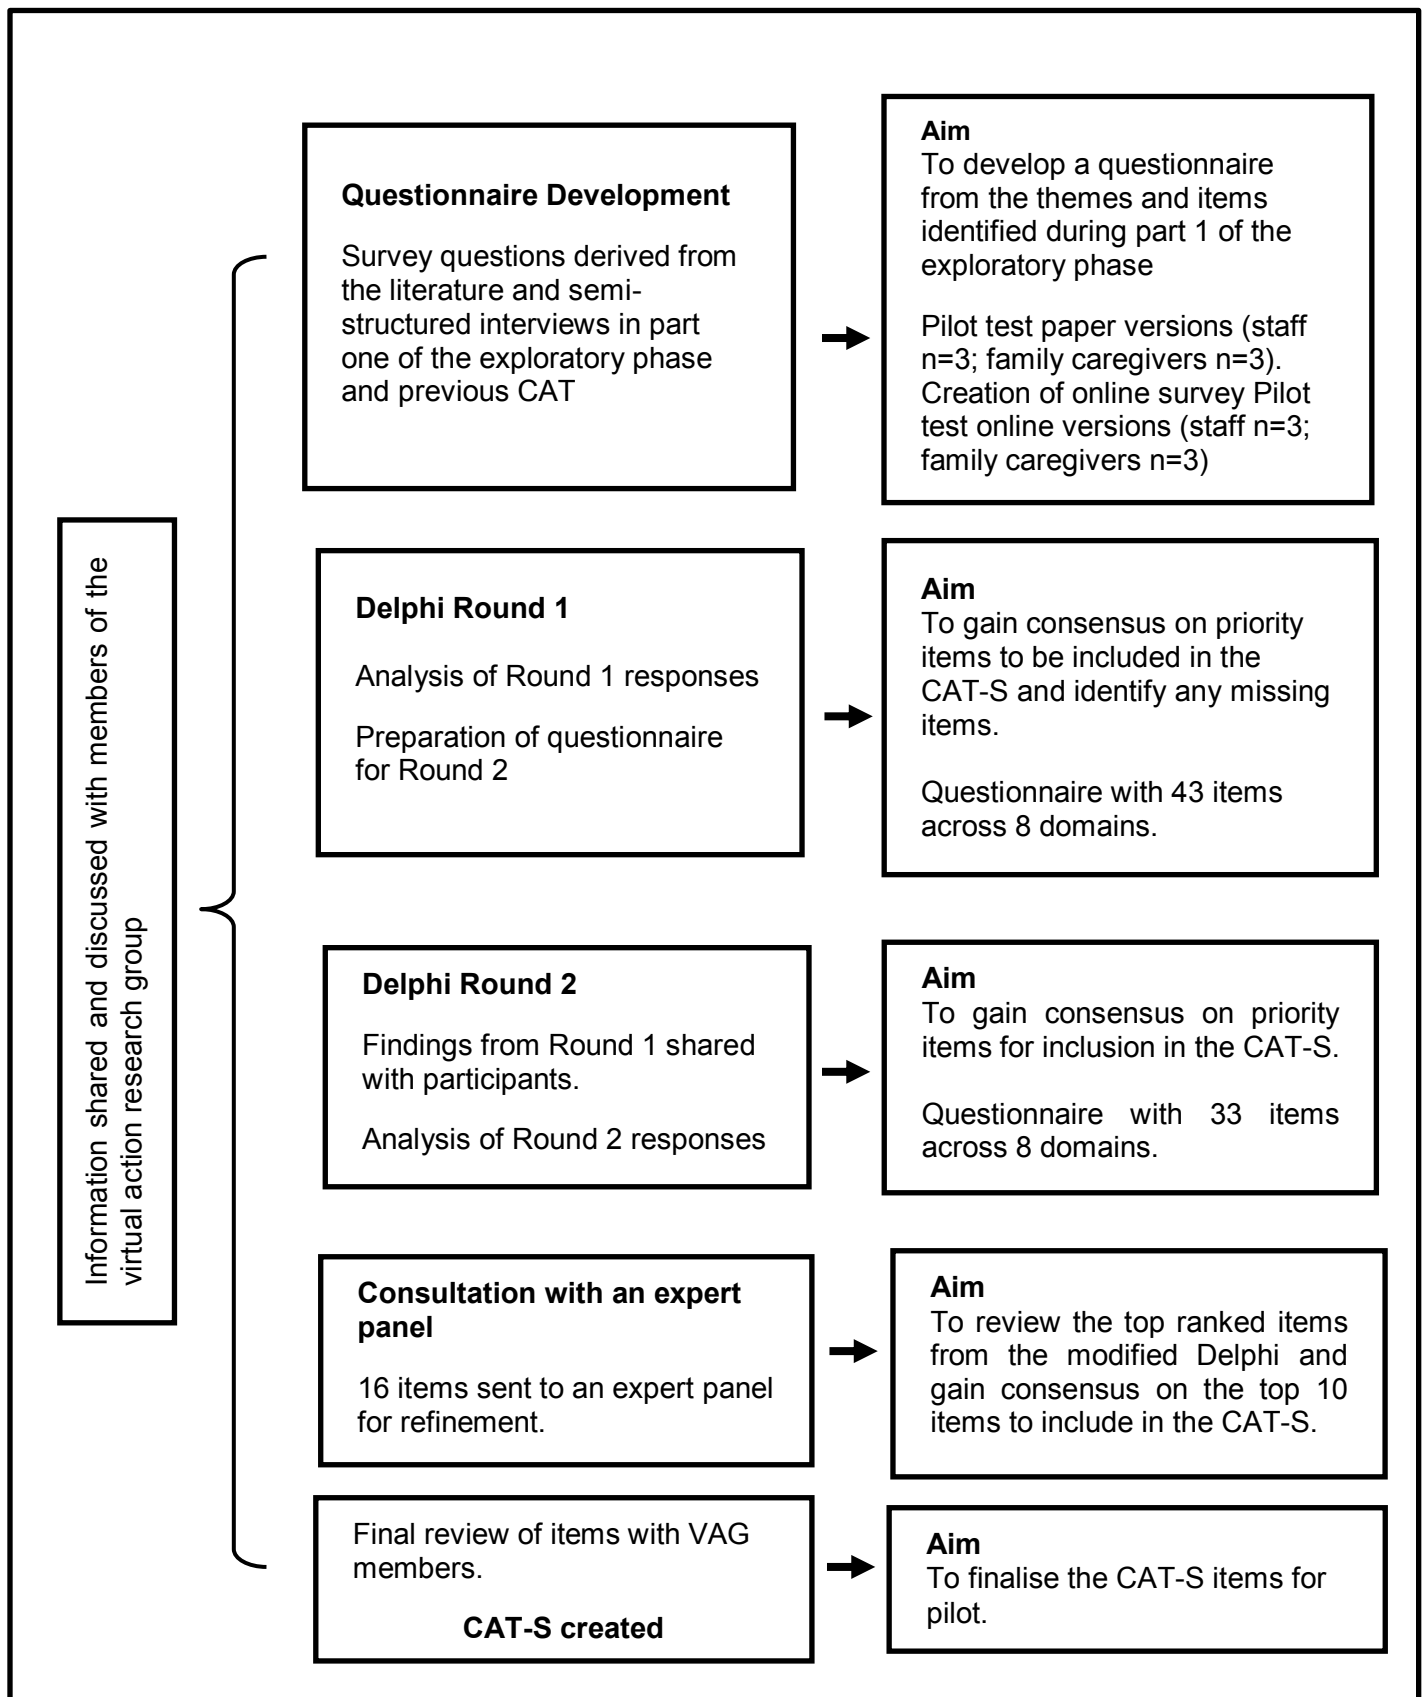 Information shared and discussed with members of the
virtual action research group
Questionnaire Development
Survey questions derived from
the literature and semi-
structured interviews in part
one of the exploratory phase
and previous CAT
Aim
To develop a questionnaire
from the themes and items
identified during part 1 of the
exploratory phase
Pilot test paper versions (staff
n=3; family caregivers n=3).
Creation of online survey Pilot
test online versions (staff n=3;
family caregivers n=3)
Delphi Round 1
Analysis of Round 1 responses
Preparation of questionnaire
for Round 2
Aim
To gain consensus on priority
items to be included in the
CAT-S and identify any missing
items.
Questionnaire with 43 items
across 8 domains.
Delphi Round 2
Findings from Round 1 shared
with participants.
Analysis of Round 2 responses
Aim
To gain consensus on priority
items for inclusion in the CAT-S.
Questionnaire with 33 items
across 8 domains.
Consultation with an expert
panel
16 items sent to an expert panel
for refinement.
Aim
To review the top ranked items
from the modified Delphi and
gain consensus on the top 10
items to include in the CAT-S.
Final review of items with VAG
members.
CAT-S created
Aim
To finalise the CAT-S items for
pilot.